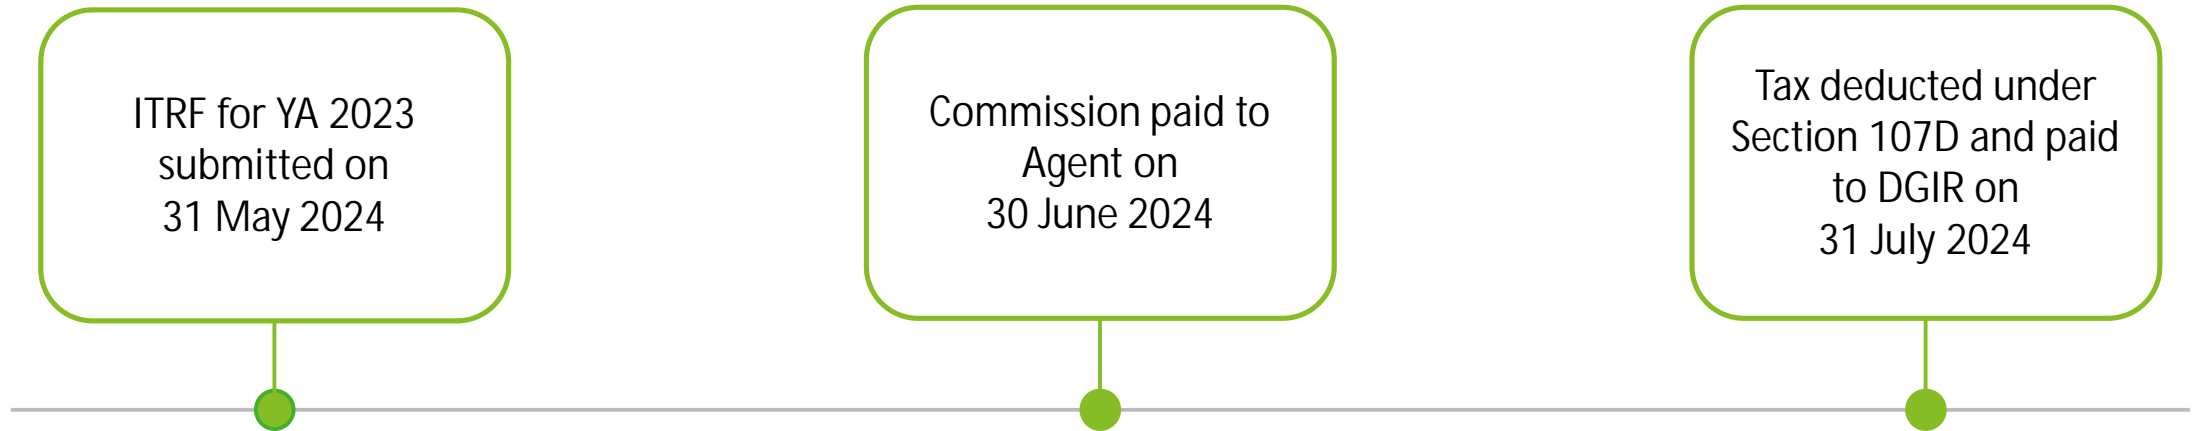 ITRF for YA 2023
submitted on
31 May 2024
Commission paid to
Agent on
30 June 2024
Tax deducted under
Section 107D and paid
to DGIR on
31 July 2024